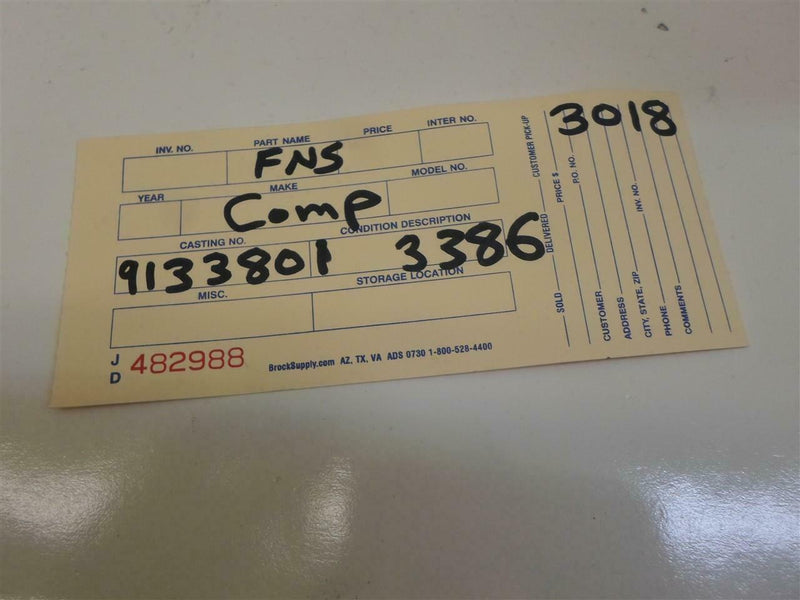 INV. NO. PART NAME PRICE INTER NO.
FNS
YEAR MAKE MODEL NO.
Comp
CASTING NO. CONDITION DESCRIPTION
9133801 3386
MISC. STORAGE LOCATION
J D 482988 BrockSupply.com AZ, TX, VA ADS 0730 1-800-528-4400
3018
SOLD DELIVERED CUSTOMER PICK-UP
PRICE $
P.O. NO.
CUSTOMER
ADDRESS
CITY, STATE, ZIP INV. NO.
PHONE
COMMENTS